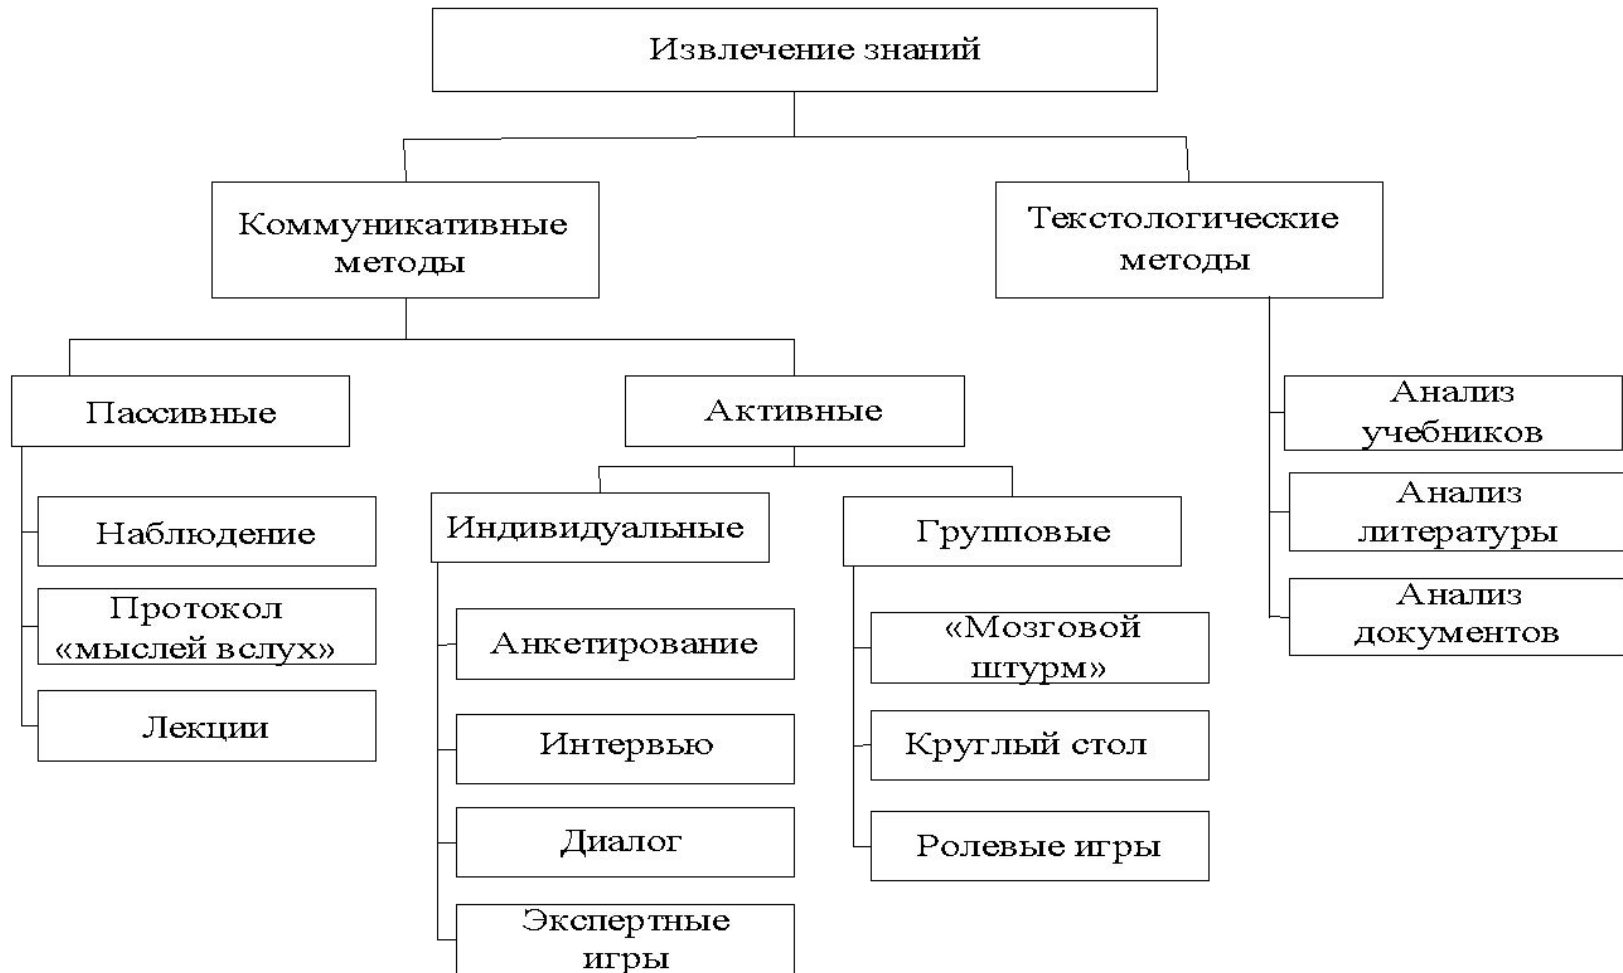 Извлечение знаний
Коммуникативные
методы
Текстологические
методы
Пассивные
Активные
Анализ
учебников
Наблюдение
Индивидуальные
Групповые
Анализ
литературы
Протокол
«мыслей вслух»
Анкетирование
«Мозговой
штурм»
Анализ
документов
Лекции
Интервью
Круглый стол
Диалог
Ролевые игры
Экспертные
игры